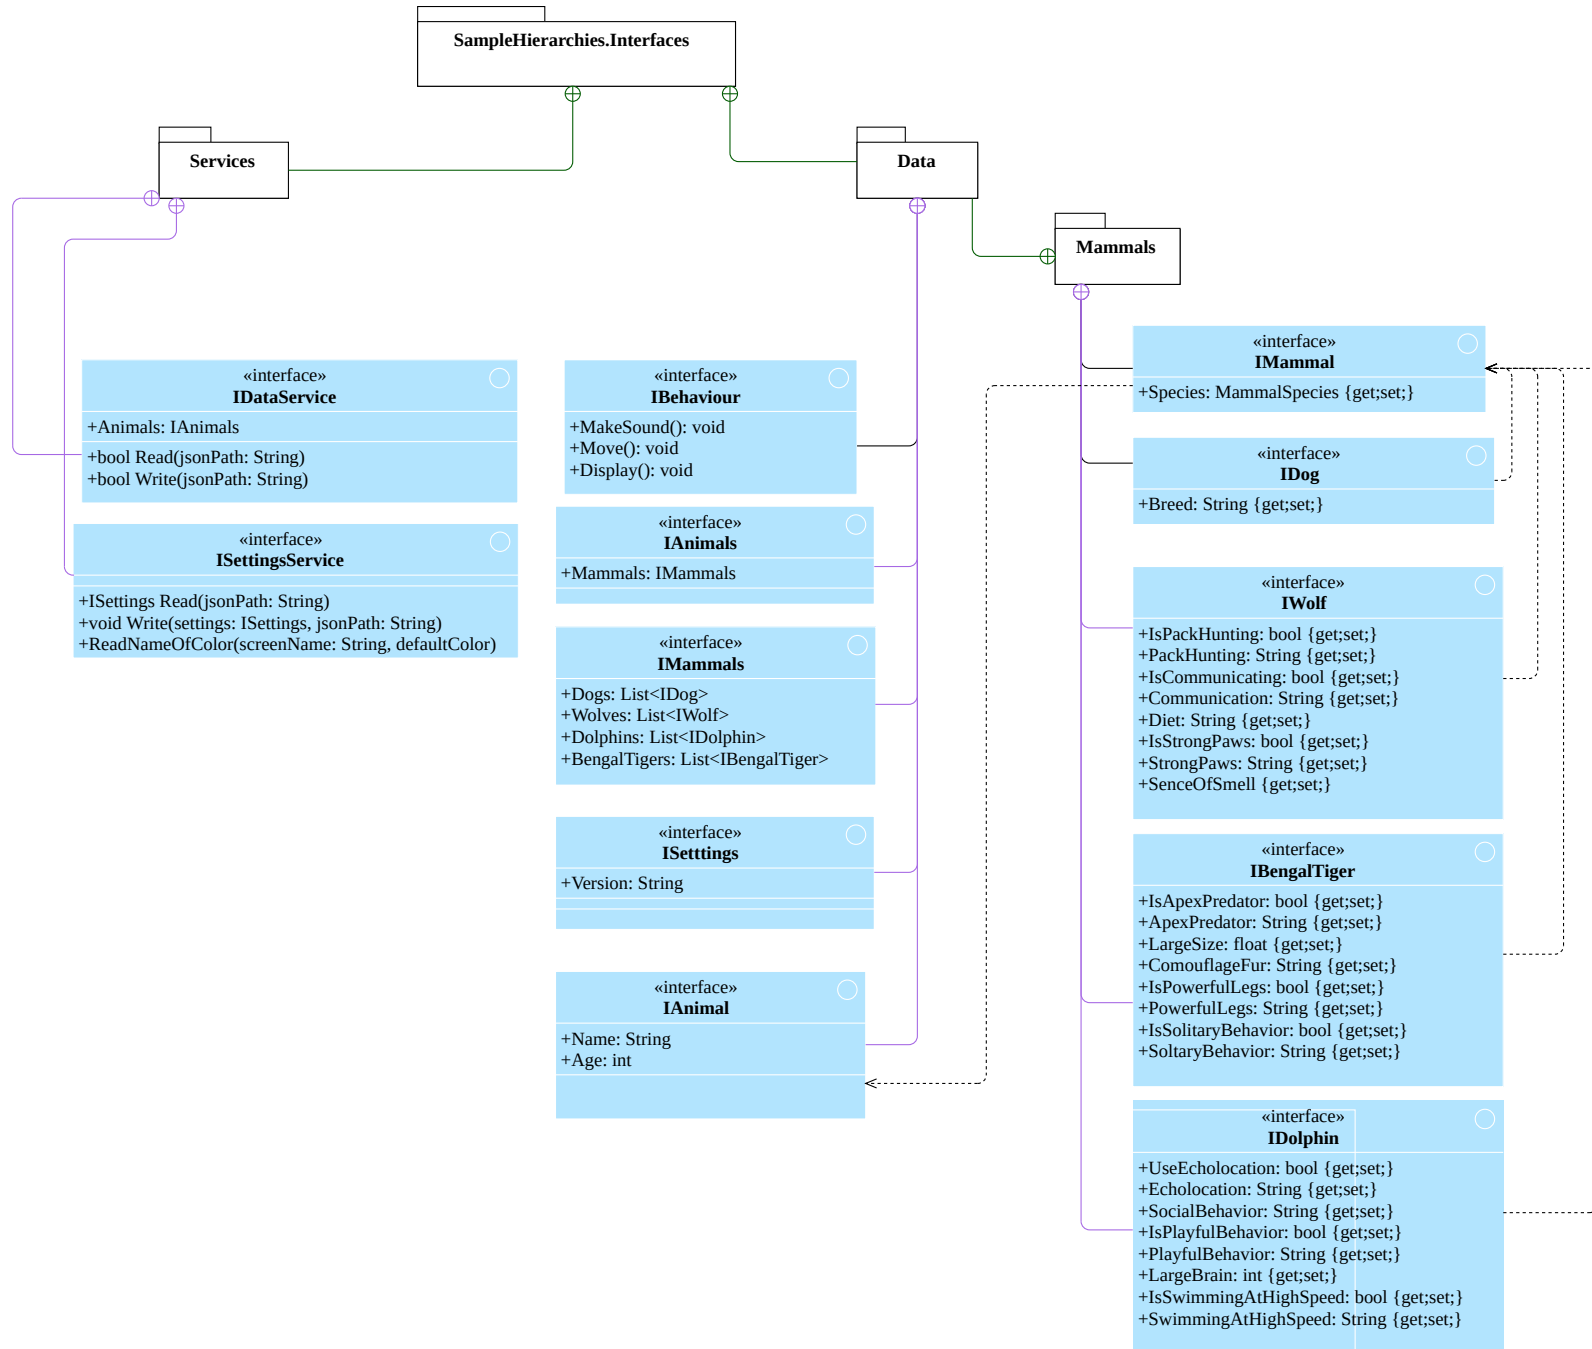 SampleHierarchies.Interfaces
Services
Data
Mammals
«interface»
IDataService
+Animals: IAnimals
+bool Read(jsonPath: String)
+bool Write(jsonPath: String)
«interface»
ISettingsService
+ISettings Read(jsonPath: String)
+void Write(settings: ISettings, jsonPath: String)
+ReadNameOfColor(screenName: String, defaultColor)
«interface»
IBehaviour
+MakeSound(): void
+Move(): void
+Display(): void
«interface»
IAnimals
+Mammals: IMammals
«interface»
IMammals
+Dogs: List<IDog>
+Wolves: List<IWolf>
+Dolphins: List<IDolphin>
+BengalTigers: List<IBengalTiger>
«interface»
ISetttings
+Version: String
«interface»
IAnimal
+Name: String
+Age: int
«interface»
IMammal
+Species: MammalSpecies {get;set;}
«interface»
IDog
+Breed: String {get;set;}
«interface»
IWolf
+IsPackHunting: bool {get;set;}
+PackHunting: String {get;set;}
+IsCommunicating: bool {get;set;}
+Communication: String {get;set;}
+Diet: String {get;set;}
+IsStrongPaws: bool {get;set;}
+StrongPaws: String {get;set;}
+SenceOfSmell {get;set;}
«interface»
IBengalTiger
+IsApexPredator: bool {get;set;}
+ApexPredator: String {get;set;}
+LargeSize: float {get;set;}
+ComouflageFur: String {get;set;}
+IsPowerfulLegs: bool {get;set;}
+PowerfulLegs: String {get;set;}
+IsSolitaryBehavior: bool {get;set;}
+SoltaryBehavior: String {get;set;}
«interface»
IDolphin
+UseEcholocation: bool {get;set;}
+Echolocation: String {get;set;}
+SocialBehavior: String {get;set;}
+IsPlayfulBehavior: bool {get;set;}
+PlayfulBehavior: String {get;set;}
+LargeBrain: int {get;set;}
+IsSwimmingAtHighSpeed: bool {get;set;}
+SwimmingAtHighSpeed: String {get;set;}